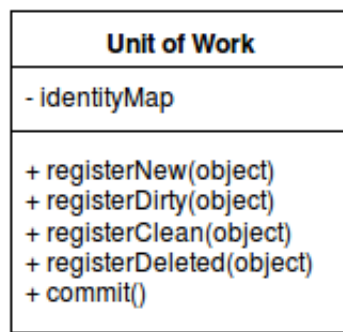 Unit of Work
- identityMap
+ registerNew(object)
+ registerDirty(object)
+ registerClean(object)
+ registerDeleted(object)
+ commit()